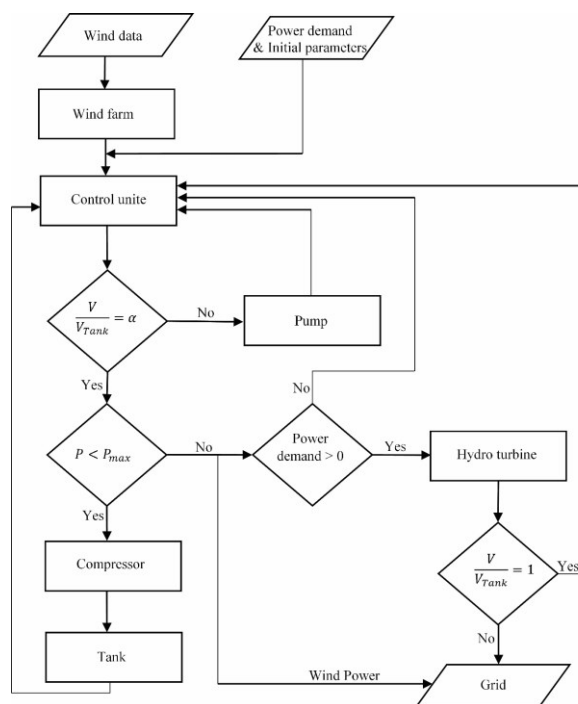 Wind data
Power demand
& Initial parameters
Wind farm
Control unite
V/V_Tank = α
No
Pump
Yes
No
P < P_max
No
Power
demand > 0
Yes
Hydro turbine
Yes
Compressor
V/V_Tank = 1
Yes
No
Tank
Wind Power
Grid